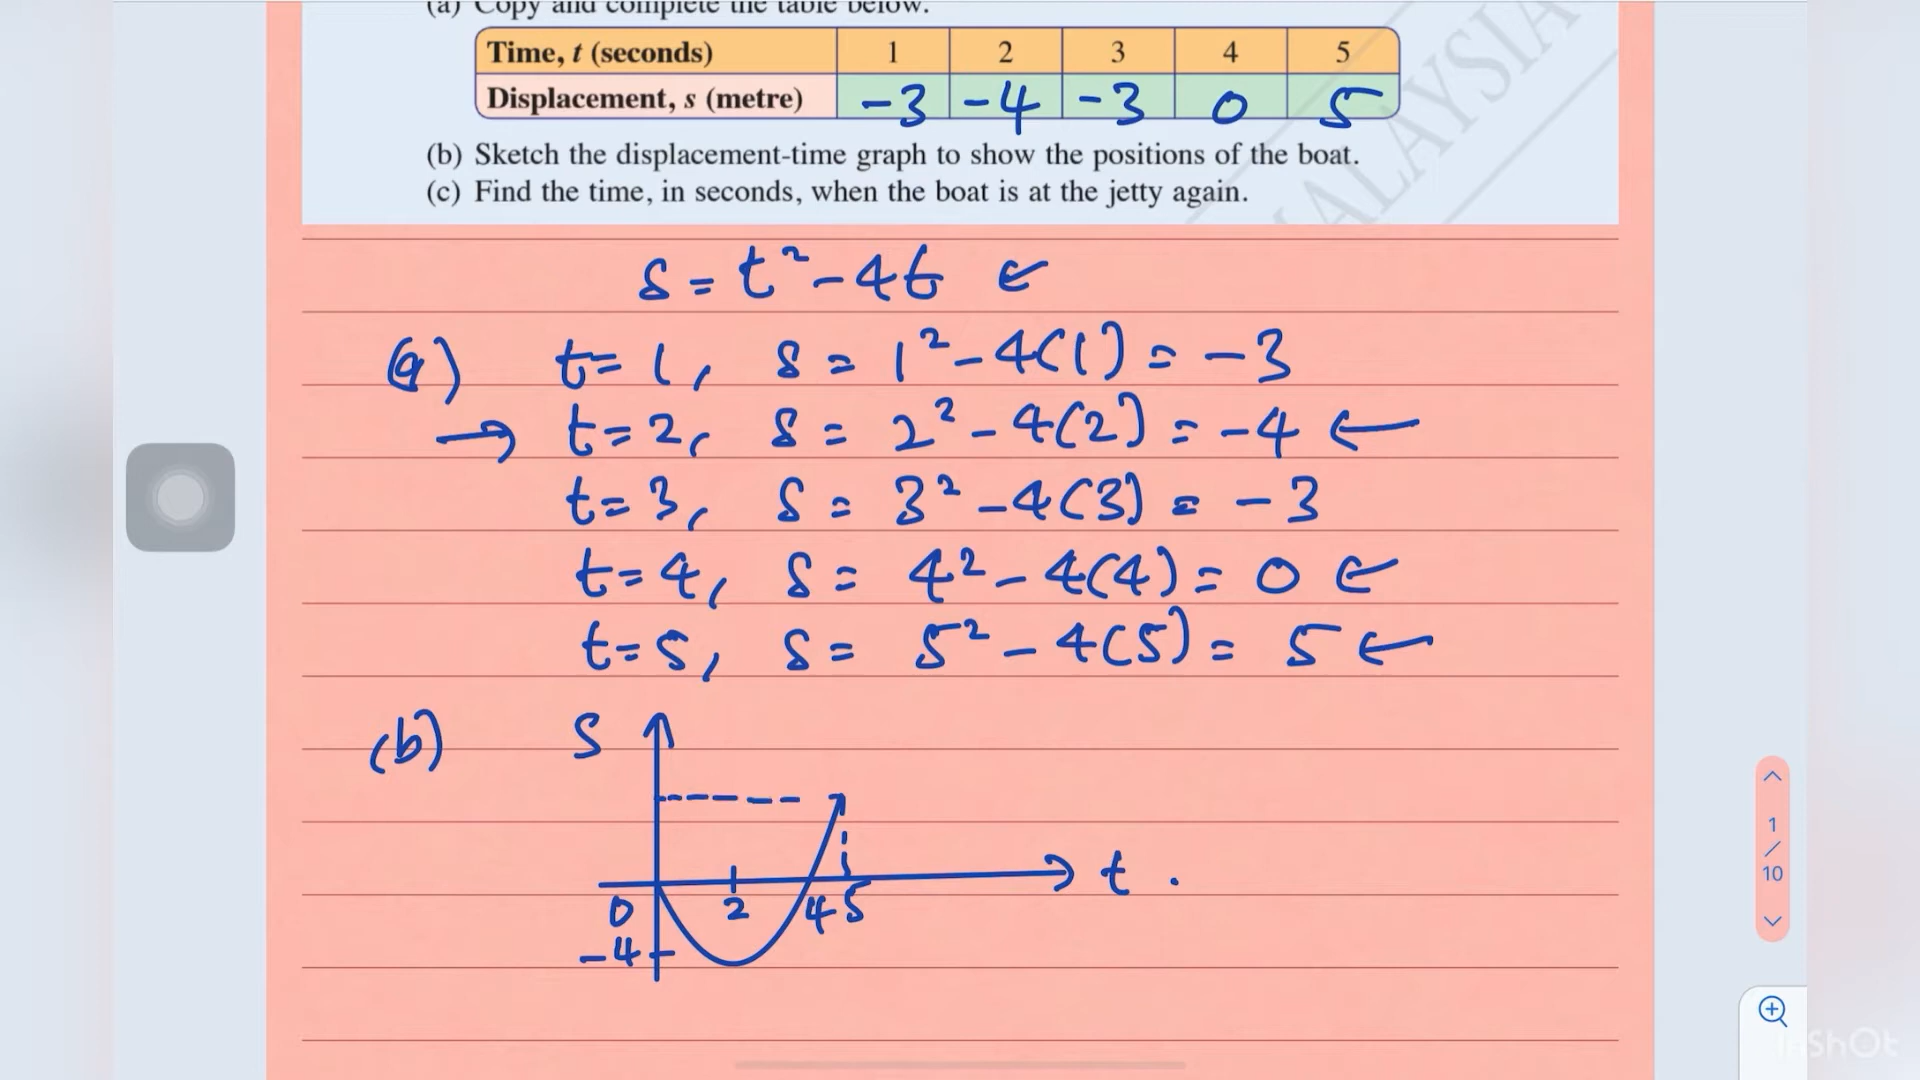 (a) Copy and complete the table below.
Time, t (seconds) 1 2 3 4 5
Displacement, s (metre) -3 -4 -3 0 5
(b) Sketch the displacement-time graph to show the positions of the boat.
(c) Find the time, in seconds, when the boat is at the jetty again.
MALAYSIA
s = t² - 4t ←
(a) t = 1, s = 1² - 4(1) = -3
→ t = 2, s = 2² - 4(2) = -4 ←
t = 3, s = 3² - 4(3) = -3
t = 4, s = 4² - 4(4) = 0 ←
t = 5, s = 5² - 4(5) = 5 ←
(b) s
t .
0 2 4 5
-4
1
/
10